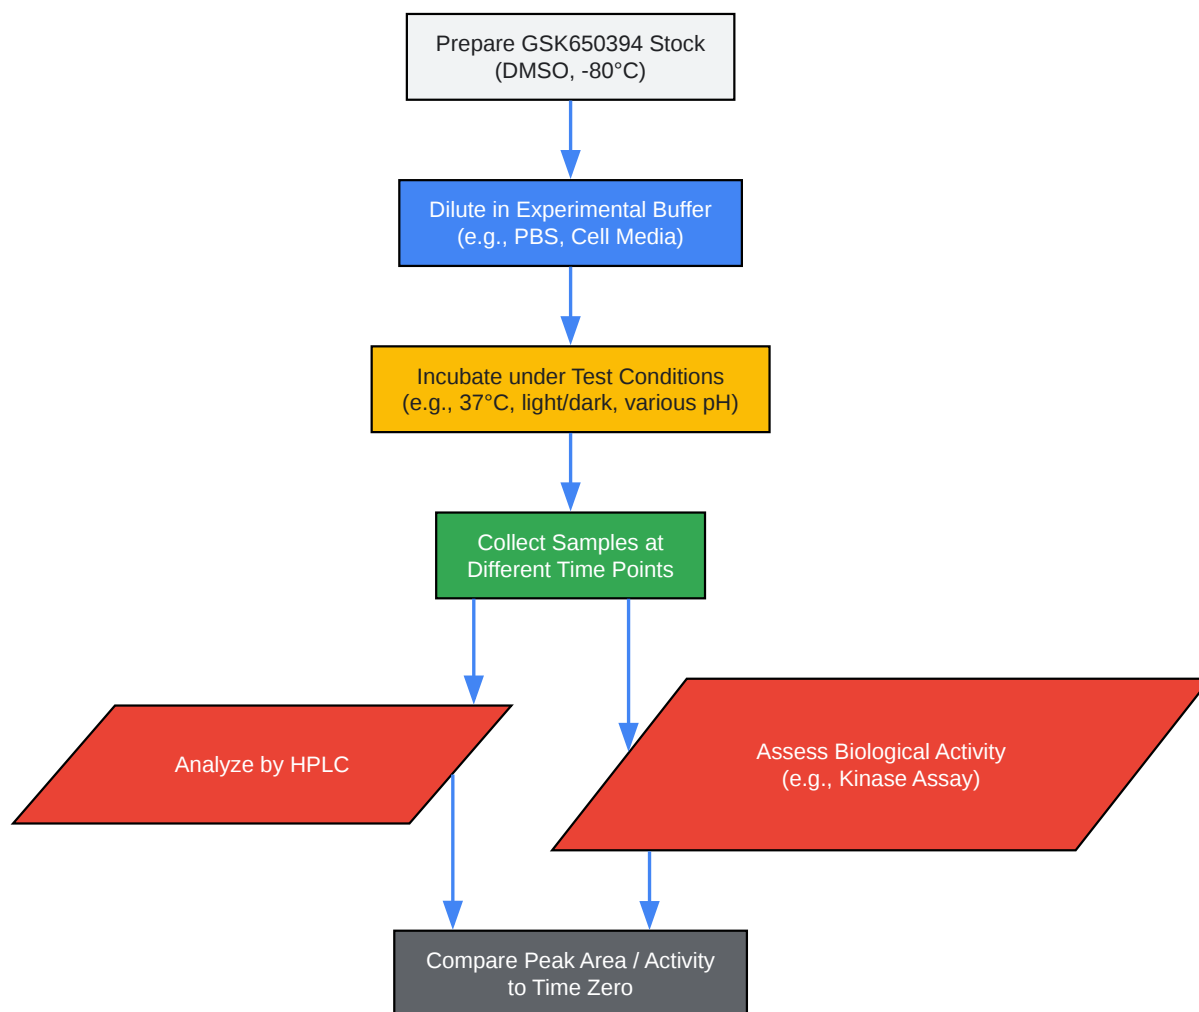 Prepare GSK650394 Stock
(DMSO, -80°C)
Dilute in Experimental Buffer
(e.g., PBS, Cell Media)
Incubate under Test Conditions
(e.g., 37°C, light/dark, various pH)
Collect Samples at
Different Time Points
Analyze by HPLC
Assess Biological Activity
(e.g., Kinase Assay)
Compare Peak Area / Activity
to Time Zero